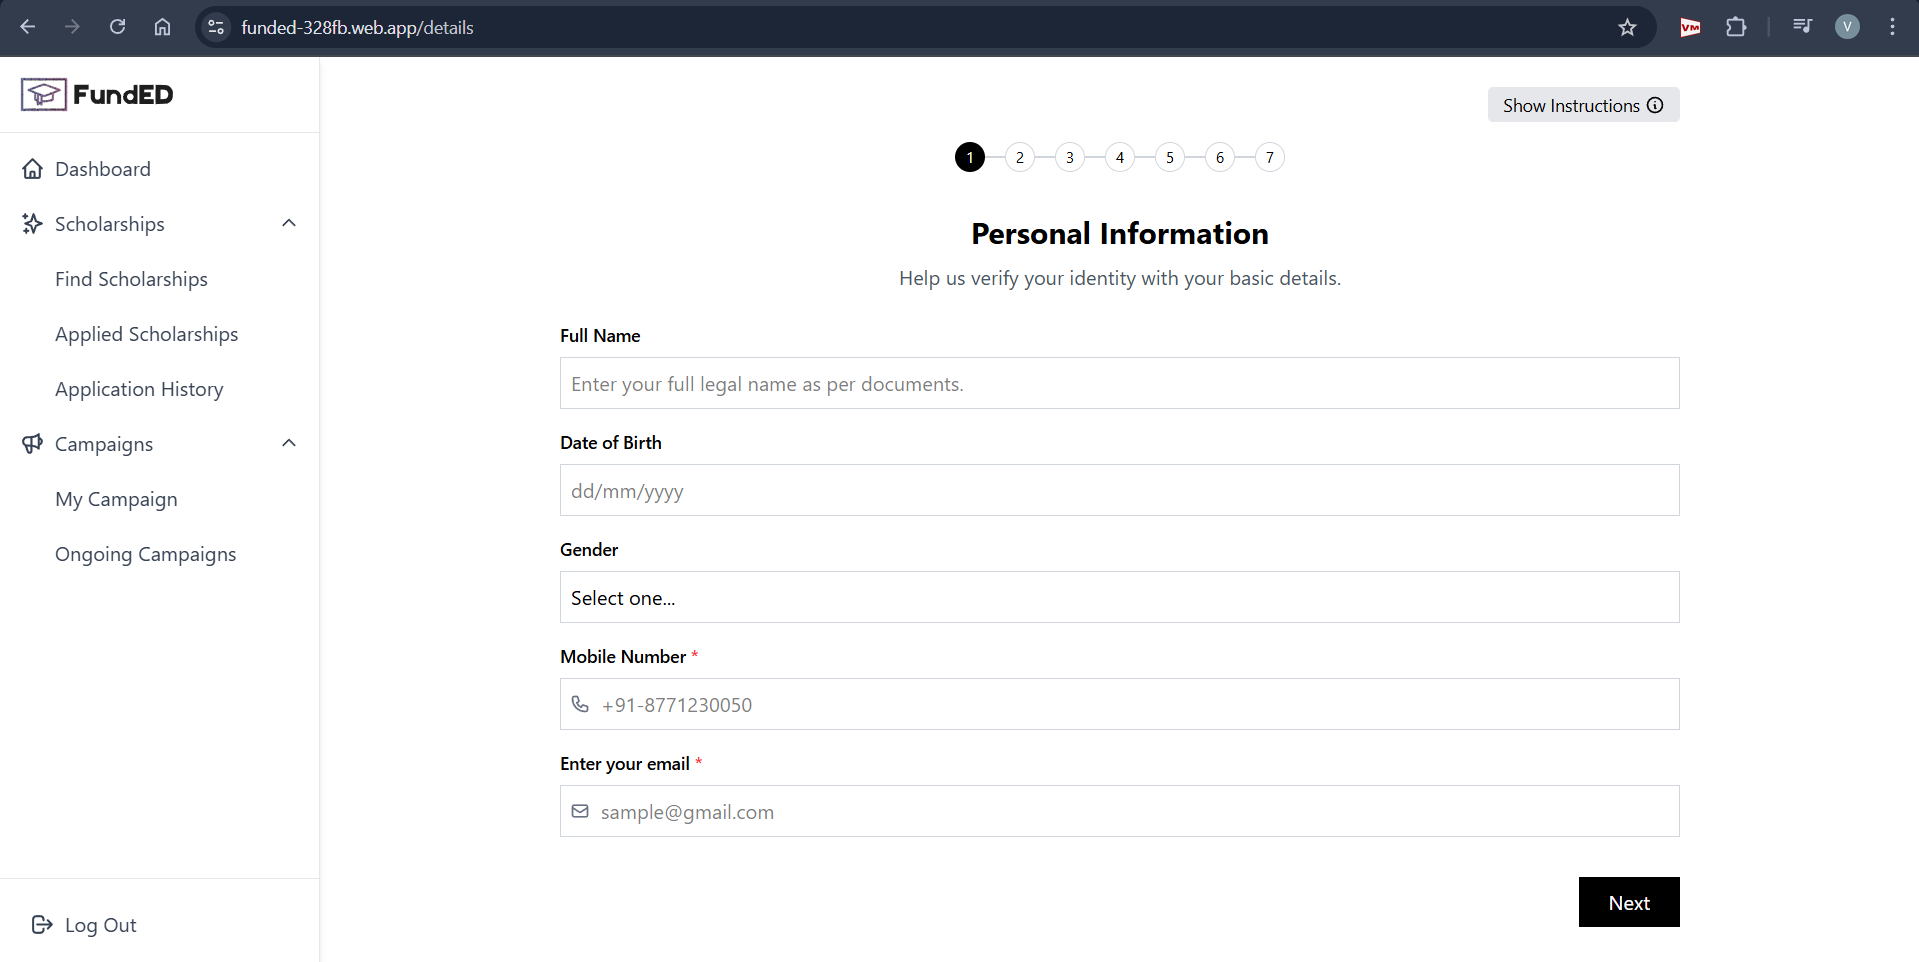 funded-328fb.web.app/details
VM
V
FundED
Dashboard
Scholarships
Find Scholarships
Applied Scholarships
Application History
Campaigns
My Campaign
Ongoing Campaigns
Log Out
Show Instructions
1 2 3 4 5 6 7
Personal Information
Help us verify your identity with your basic details.
Full Name
Enter your full legal name as per documents.
Date of Birth
dd/mm/yyyy
Gender
Select one...
Mobile Number *
+91-8771230050
Enter your email *
sample@gmail.com
Next